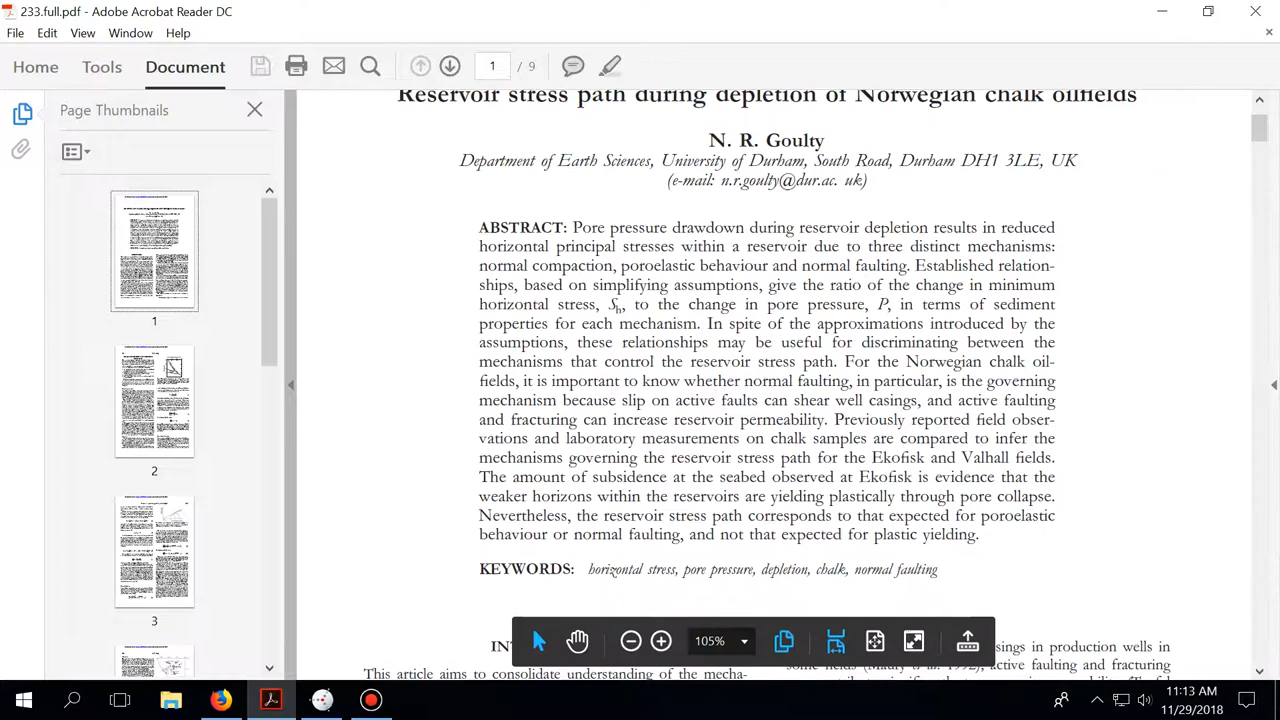 233.full.pdf - Adobe Acrobat Reader DC
File Edit View Window Help
Home Tools Document 1 / 9
Page Thumbnails
1
2
3
Reservoir stress path during depletion of Norwegian chalk oilfields
N. R. Goulty
Department of Earth Sciences, University of Durham, South Road, Durham DH1 3LE, UK
(e-mail: n.r.goulty@dur.ac. uk)
ABSTRACT: Pore pressure drawdown during reservoir depletion results in reduced
horizontal principal stresses within a reservoir due to three distinct mechanisms:
normal compaction, poroelastic behaviour and normal faulting. Established relation-
ships, based on simplifying assumptions, give the ratio of the change in minimum
horizontal stress, Sh, to the change in pore pressure, P, in terms of sediment
properties for each mechanism. In spite of the approximations introduced by the
assumptions, these relationships may be useful for discriminating between the
mechanisms that control the reservoir stress path. For the Norwegian chalk oil-
fields, it is important to know whether normal faulting, in particular, is the governing
mechanism because slip on active faults can shear well casings, and active faulting
and fracturing can increase reservoir permeability. Previously reported field obser-
vations and laboratory measurements on chalk samples are compared to infer the
mechanisms governing the reservoir stress path for the Ekofisk and Valhall fields.
The amount of subsidence at the seabed observed at Ekofisk is evidence that the
weaker horizons within the reservoirs are yielding plastically through pore collapse.
Nevertheless, the reservoir stress path corresponds to that expected for poroelastic
behaviour or normal faulting, and not that expected for plastic yielding.
KEYWORDS: horizontal stress, pore pressure, depletion, chalk, normal faulting
105%
This article aims to consolidate understanding of the mecha-
sings in production wells in
some fields (Maury et al. 1992), active faulting and fracturing
11:13 AM
11/29/2018